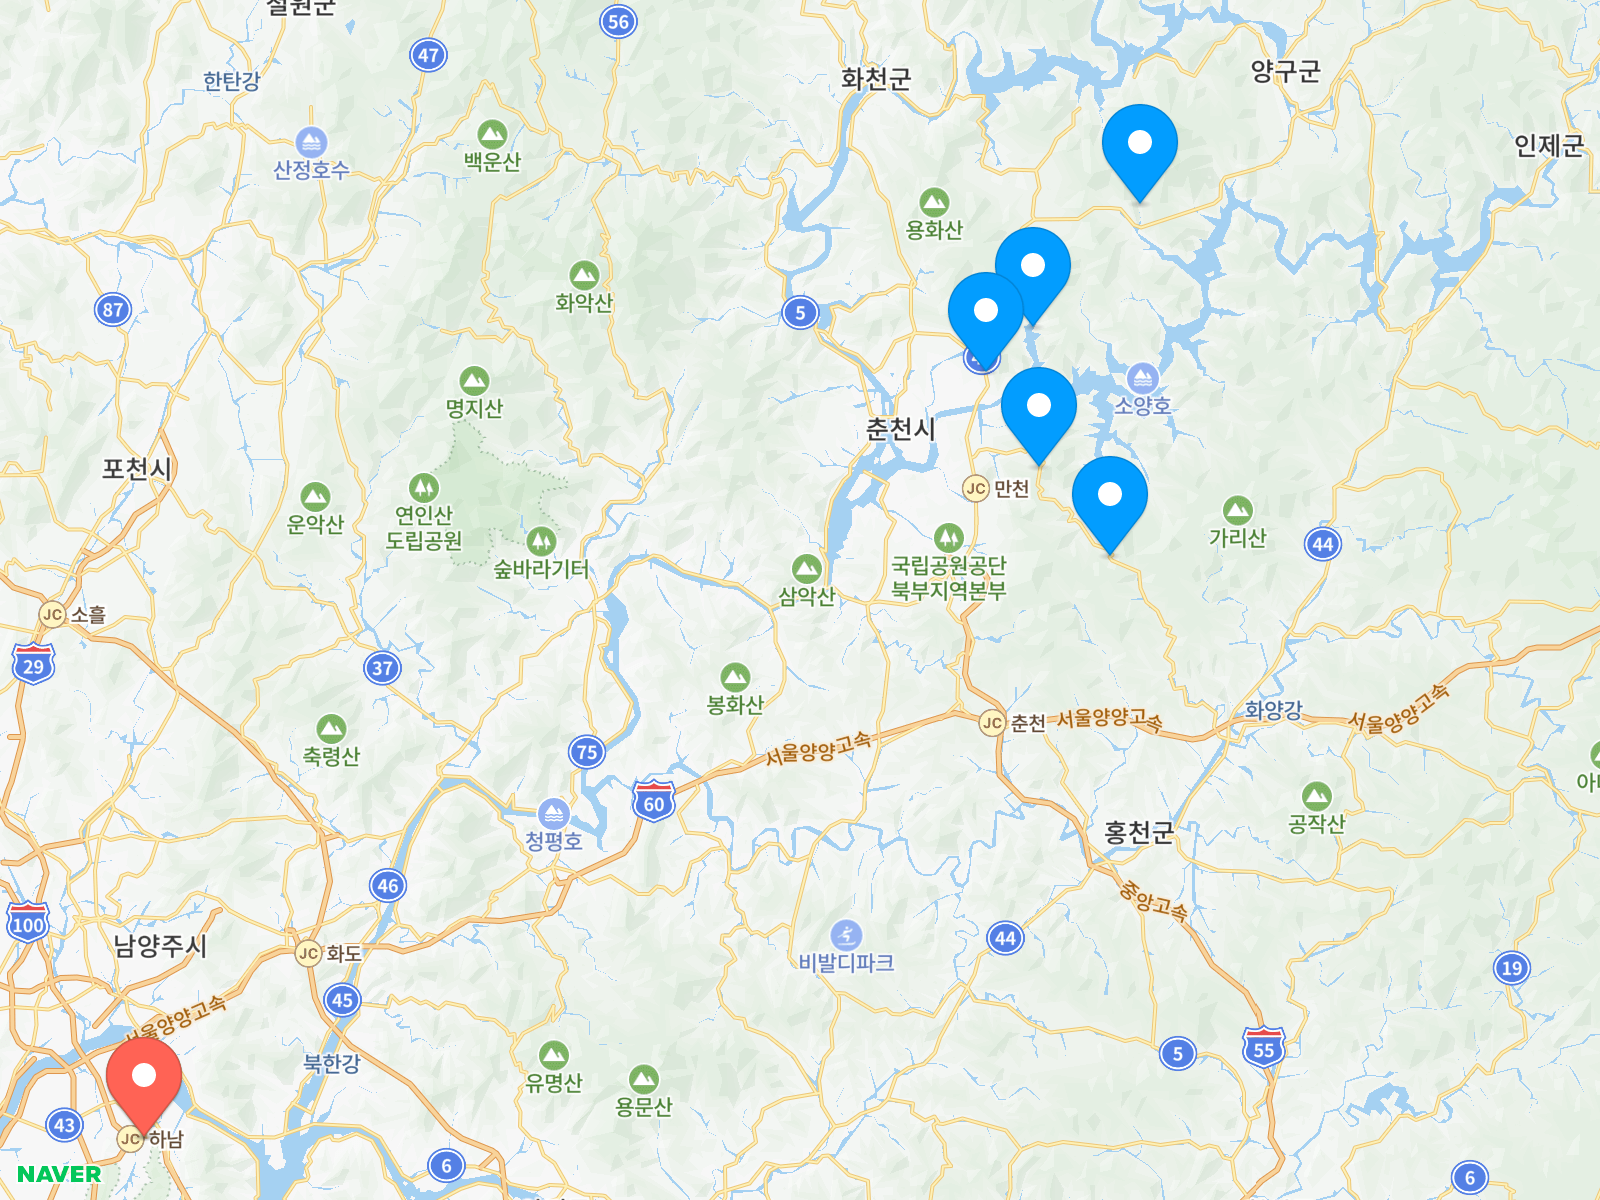 철원군
56
47
한탄강
화천군
양구군
산정호수
백운산
인제군
용화산
화악산
87
5
명지산
소양호
춘천시
포천시
JC 만천
운악산
연인산
도립공원
가리산
44
숲바라기터
국립공원공단
북부지역본부
삼악산
JC 소흘
29
37
봉화산
화양강
JC 춘천
서울양양고속
서울양양고속
축령산
75
서울양양고속
60
청평호
공작산
홍천군
46
중앙고속
100
남양주시
JC 화도
비발디파크
44
19
45
서울양양고속
북한강
유명산
용문산
5
55
43
JC 하남
6
NAVER
6